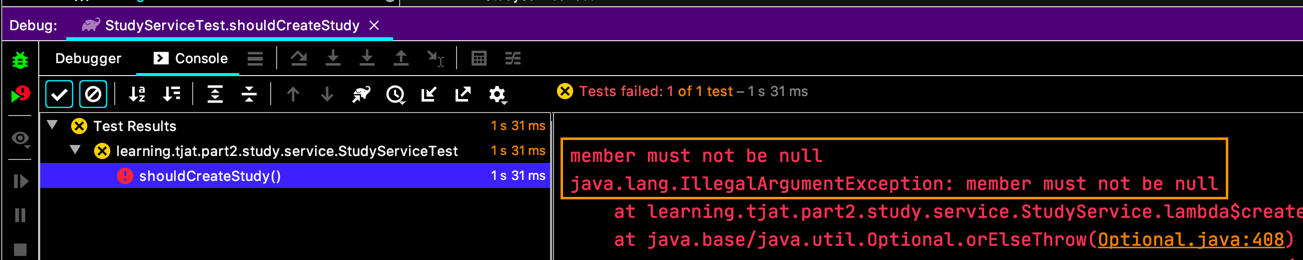 Debug: StudyServiceTest.shouldCreateStudy
Debugger Console
Tests failed: 1 of 1 test – 1 s 31 ms
Test Results 1 s 31 ms
learning.tjat.part2.study.service.StudyServiceTest 1 s 31 ms
shouldCreateStudy() 1 s 31 ms
member must not be null
java.lang.IllegalArgumentException: member must not be null
at learning.tjat.part2.study.service.StudyService.lambda$create
at java.base/java.util.Optional.orElseThrow(Optional.java:408)